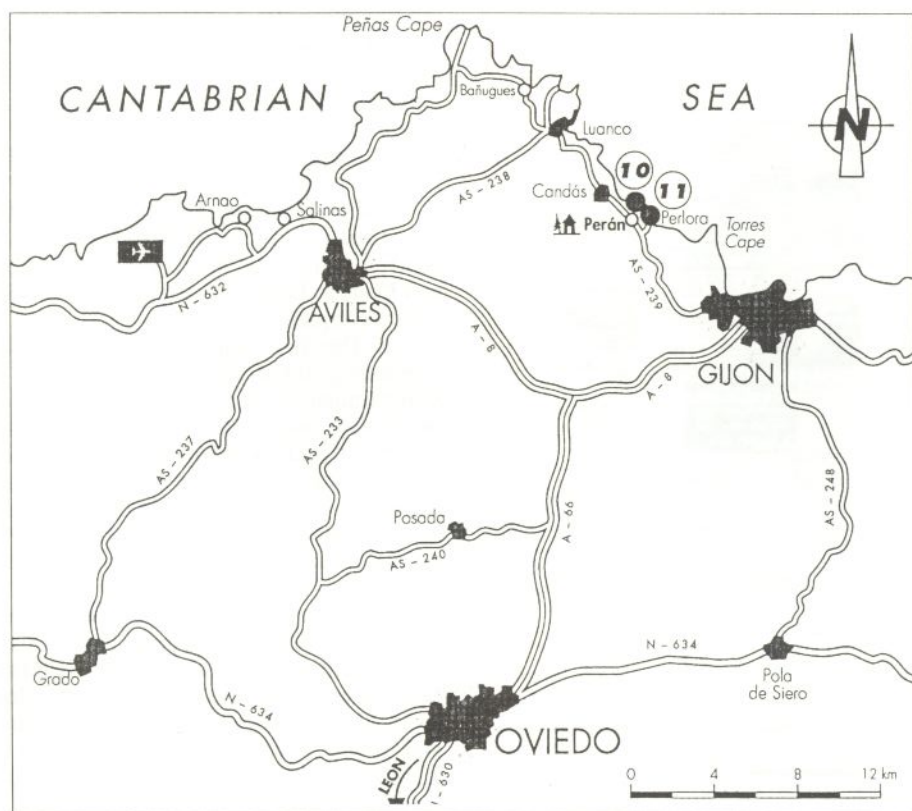 Peñas Cape
CANTABRIAN SEA
Bañugues
Luanco
AS - 238
Candás
10
11
Perán
Perlora
Torres
Cape
N
Arnao
Salinas
N - 632
AVILES
AS - 239
A - 8
A - 8
GIJON
AS - 237
AS - 233
A - 66
AS - 248
Posada
AS - 240
Grado
N - 634
N - 634
Pola
de Siero
OVIEDO
LEON
0 4 8 12 km